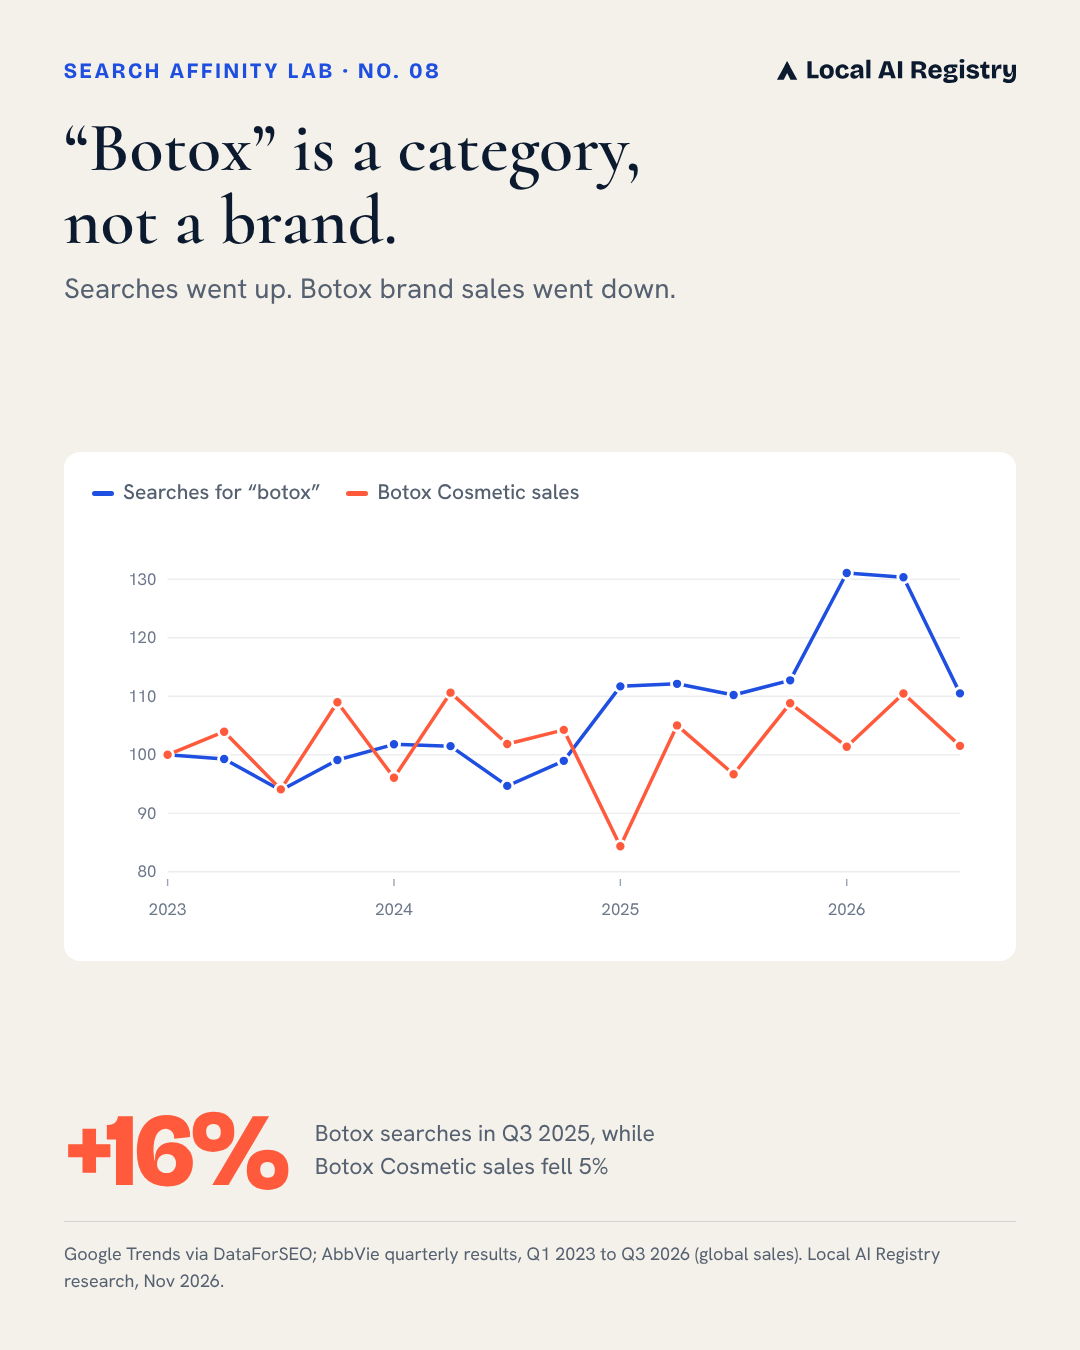 SEARCH AFFINITY LAB · NO. 08
Local AI Registry
“Botox” is a category,
not a brand.
Searches went up. Botox brand sales went down.
Searches for “botox”
Botox Cosmetic sales
130
120
110
100
90
80
2023
2024
2025
2026
+16%
Botox searches in Q3 2025, while
Botox Cosmetic sales fell 5%
Google Trends via DataForSEO; AbbVie quarterly results, Q1 2023 to Q3 2026 (global sales). Local AI Registry
research, Nov 2026.